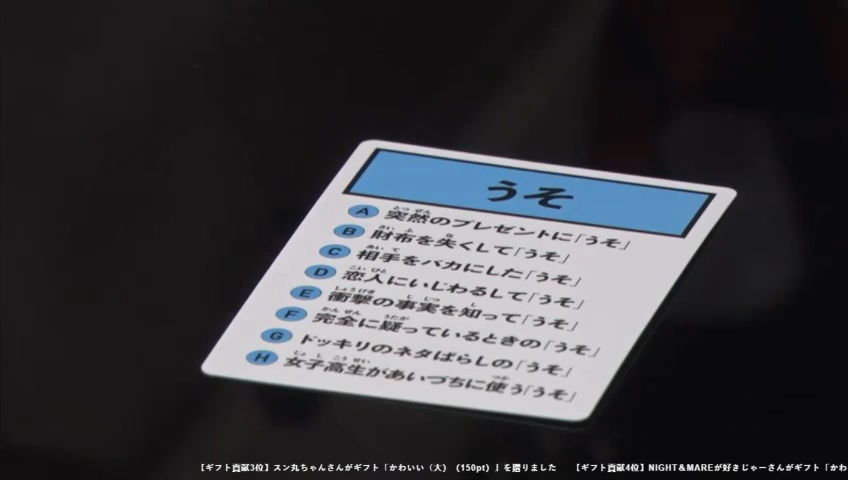 うそ
A 突然のプレゼントに「うそ」
B 財布を失くして「うそ」
C 相手をバカにした「うそ」
D 恋人にいじわるして「うそ」
E 衝撃の事実を知って「うそ」
F 完全に疑っているときの「うそ」
G ドッキリのネタばらしの「うそ」
H 女子高生があいづちに使う「うそ」
【ギフト貢献3位】スン丸ちゃんさんがギフト「かわいい（大）（150pt）」を贈りました 【ギフト貢献4位】NIGHT&MAREが好きじゃーさんがギフト「かわ